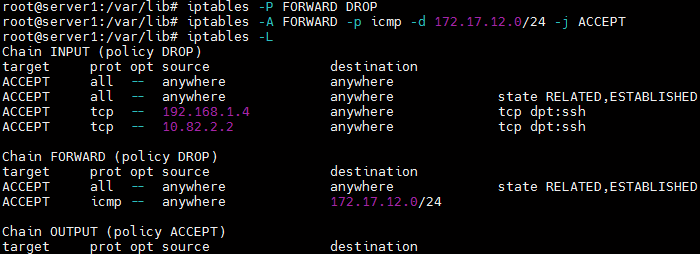 root@server1:/var/lib# iptables -P FORWARD DROP
root@server1:/var/lib# iptables -A FORWARD -p icmp -d 172.17.12.0/24 -j ACCEPT
root@server1:/var/lib# iptables -L
Chain INPUT (policy DROP)
target prot opt source destination
ACCEPT all -- anywhere anywhere
ACCEPT all -- anywhere anywhere state RELATED,ESTABLISHED
ACCEPT tcp -- 192.168.1.4 anywhere tcp dpt:ssh
ACCEPT tcp -- 10.82.2.2 anywhere tcp dpt:ssh
Chain FORWARD (policy DROP)
target prot opt source destination
ACCEPT all -- anywhere anywhere state RELATED,ESTABLISHED
ACCEPT icmp -- anywhere 172.17.12.0/24
Chain OUTPUT (policy ACCEPT)
target prot opt source destination